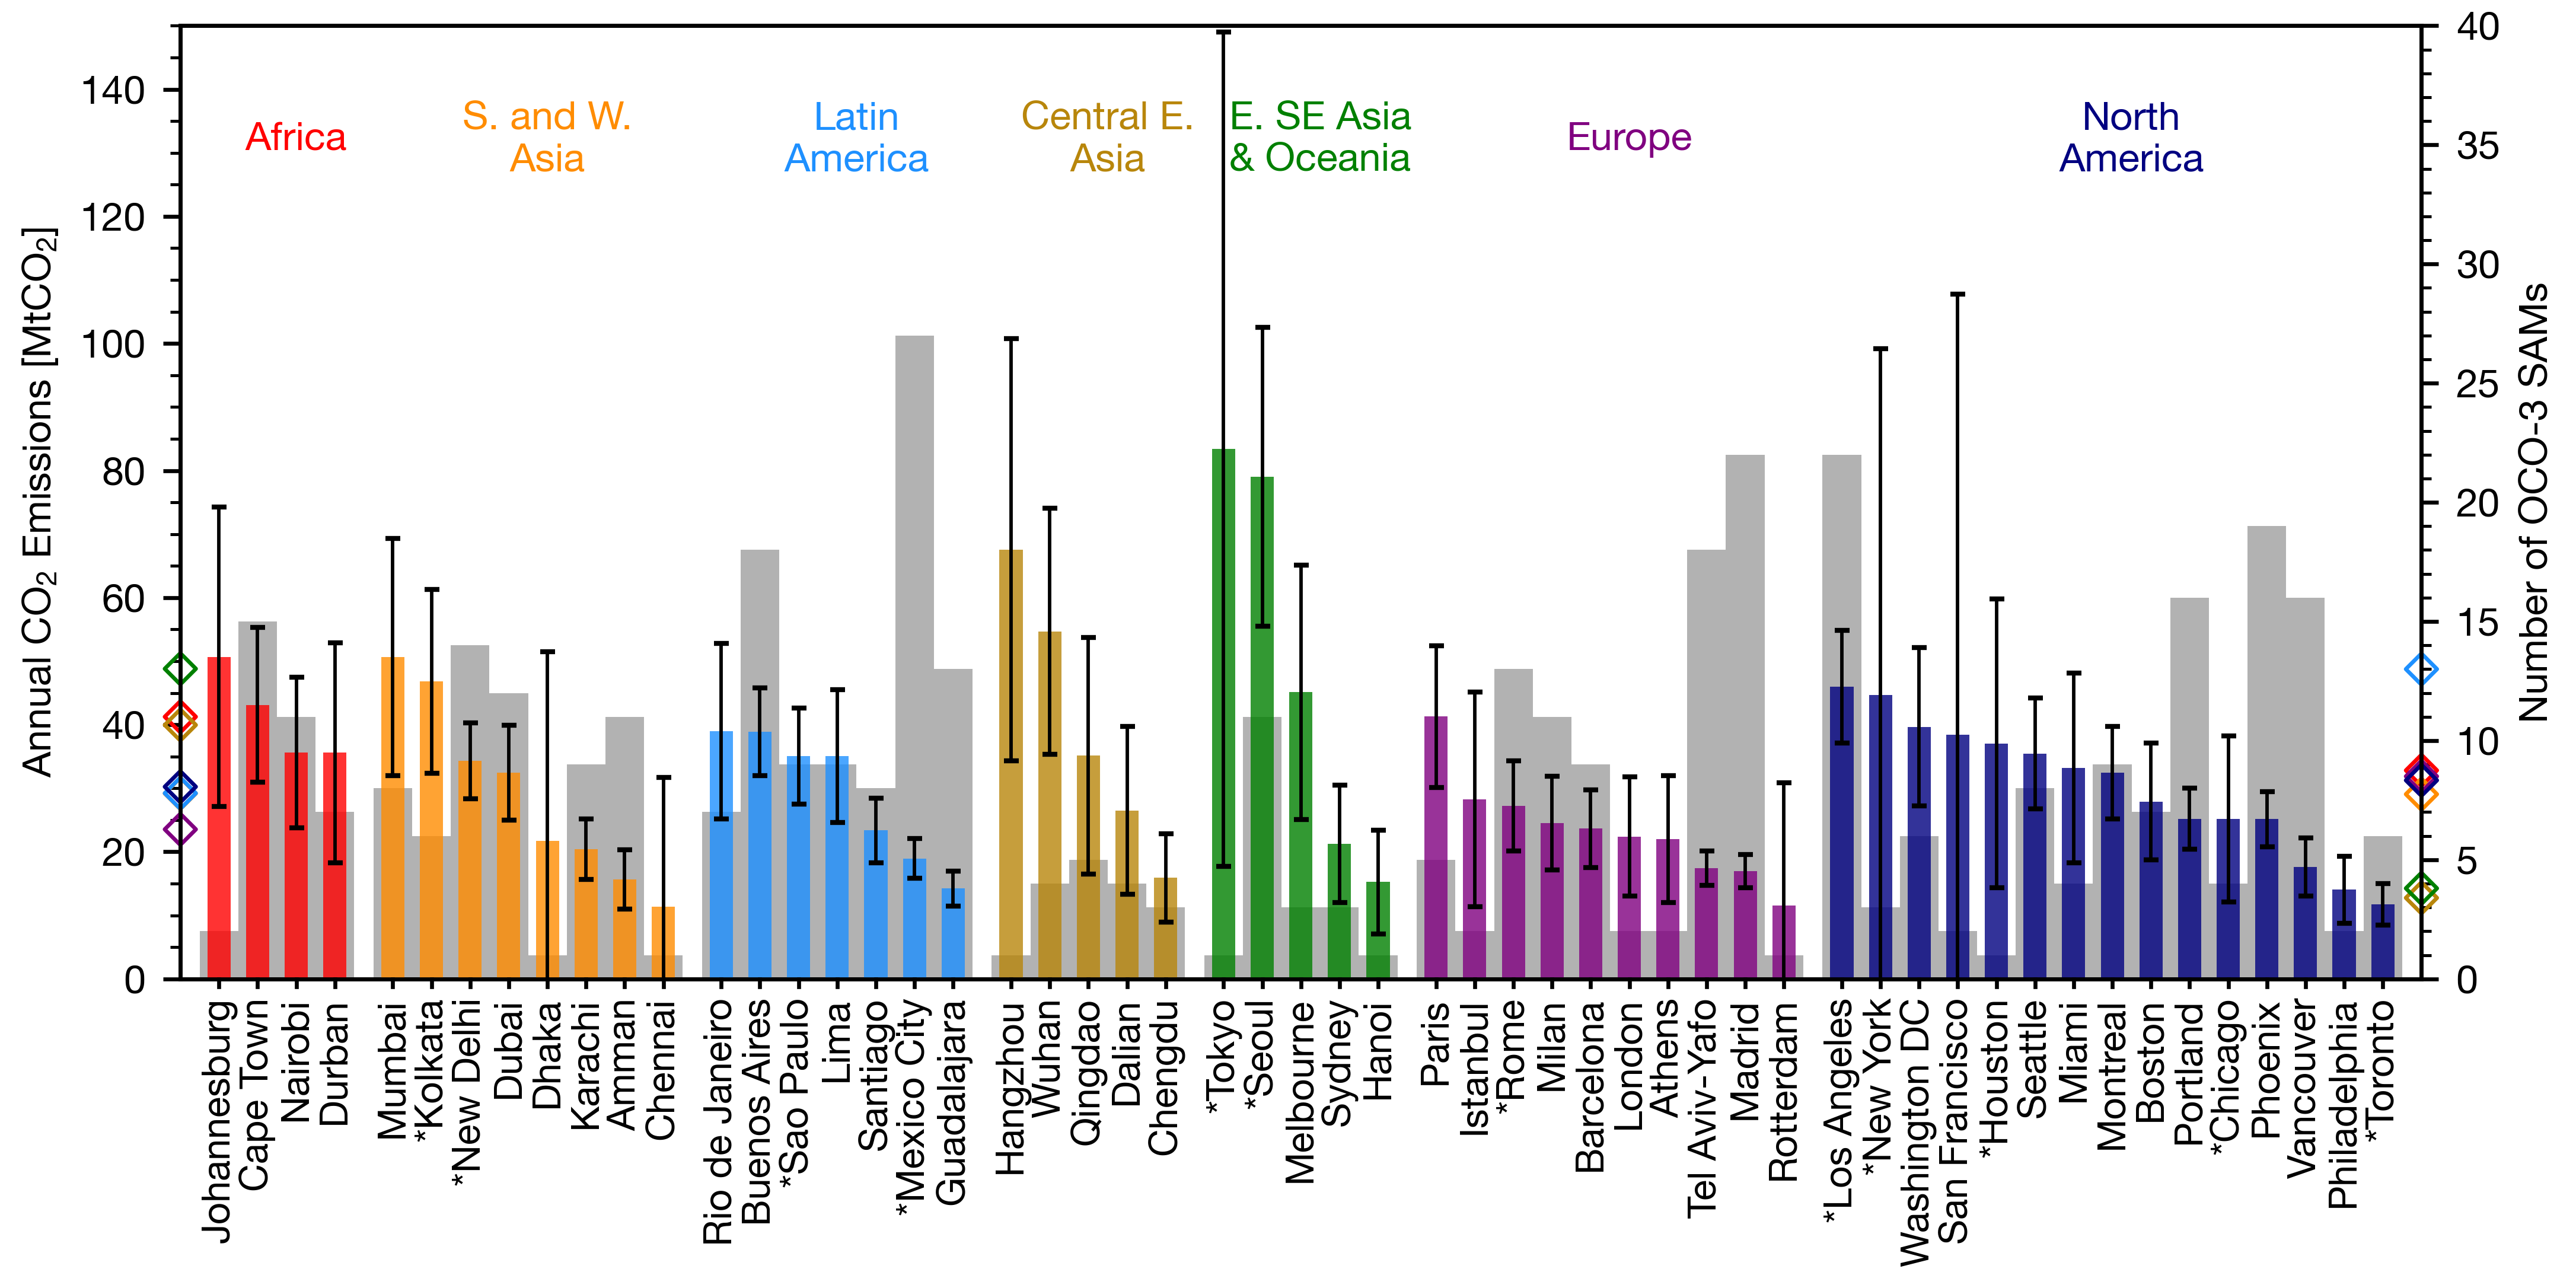 Annual CO₂ Emissions [MtCO₂]
0
20
40
60
80
100
120
140
Africa
S. and W.
Asia
Latin
America
Central E.
Asia
E. SE Asia
& Oceania
Europe
North
America
0
5
10
15
20
25
30
35
40
Number of OCO-3 SAMs
Johannesburg
Cape Town
Nairobi
Durban
Mumbai
*Kolkata
*New Delhi
Dubai
Dhaka
Karachi
Amman
Chennai
Rio de Janeiro
Buenos Aires
*Sao Paulo
Lima
Santiago
*Mexico City
Guadalajara
Hangzhou
Wuhan
Qingdao
Dalian
Chengdu
*Tokyo
*Seoul
Melbourne
Sydney
Hanoi
Paris
Istanbul
*Rome
Milan
Barcelona
London
Athens
Tel Aviv-Yafo
Madrid
Rotterdam
*Los Angeles
*New York
Washington DC
San Francisco
*Houston
Seattle
Miami
Montreal
Boston
Portland
*Chicago
Phoenix
Vancouver
Philadelphia
*Toronto